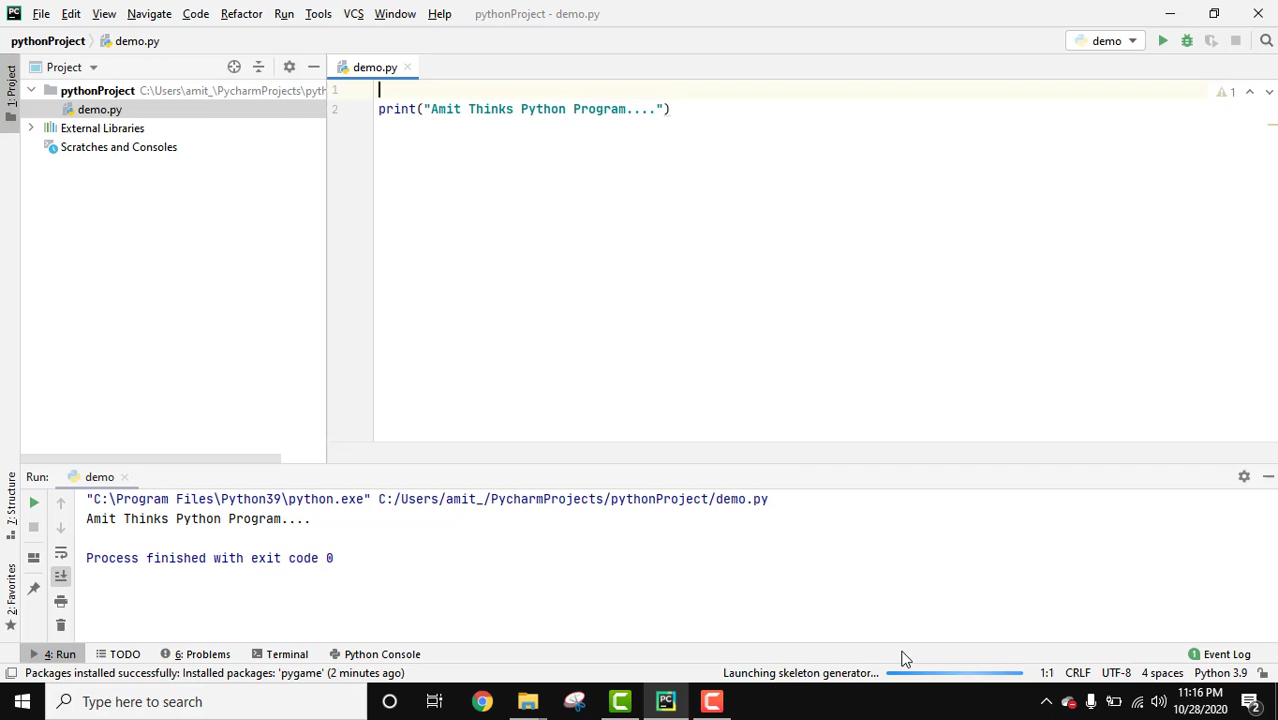 PC File Edit View Navigate Code Refactor Run Tools VCS Window Help pythonProject - demo.py
pythonProject demo.py demo
1: Project
Project demo.py
pythonProject C:\Users\amit_\PycharmProjects\pyth
demo.py
External Libraries
Scratches and Consoles
1 1
2 print("Amit Thinks Python Program....")
Run: demo
7: Structure
2: Favorites
"C:\Program Files\Python39\python.exe" C:/Users/amit_/PycharmProjects/pythonProject/demo.py
Amit Thinks Python Program....
Process finished with exit code 0
4: Run TODO 6: Problems Terminal Python Console 1 Event Log
Packages installed successfully: Installed packages: 'pygame' (2 minutes ago) Launching skeleton generator... 1:1 CRLF UTF-8 4 spaces Python 3.9
Type here to search PC 11:16 PM
10/28/2020 2